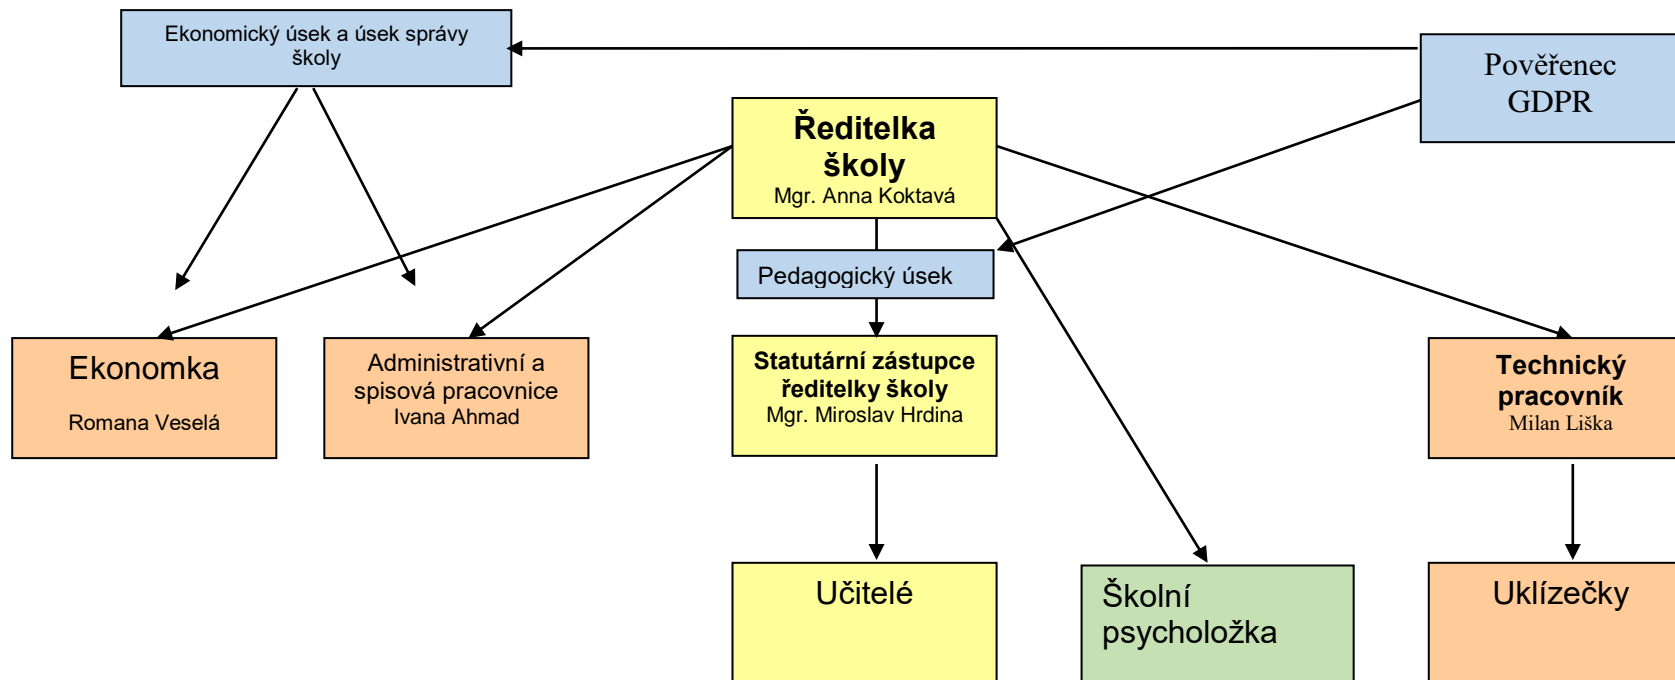 Ekonomický úsek a úsek správy
školy
Pověřenec
GDPR
Ředitelka
školy
Mgr. Anna Koktavá
Pedagogický úsek
Ekonomka
Romana Veselá
Administrativní a
spisová pracovnice
Ivana Ahmad
Statutární zástupce
ředitelky školy
Mgr. Miroslav Hrdina
Technický
pracovník
Milan Liška
Učitelé
Školní
psycholožka
Uklízečky